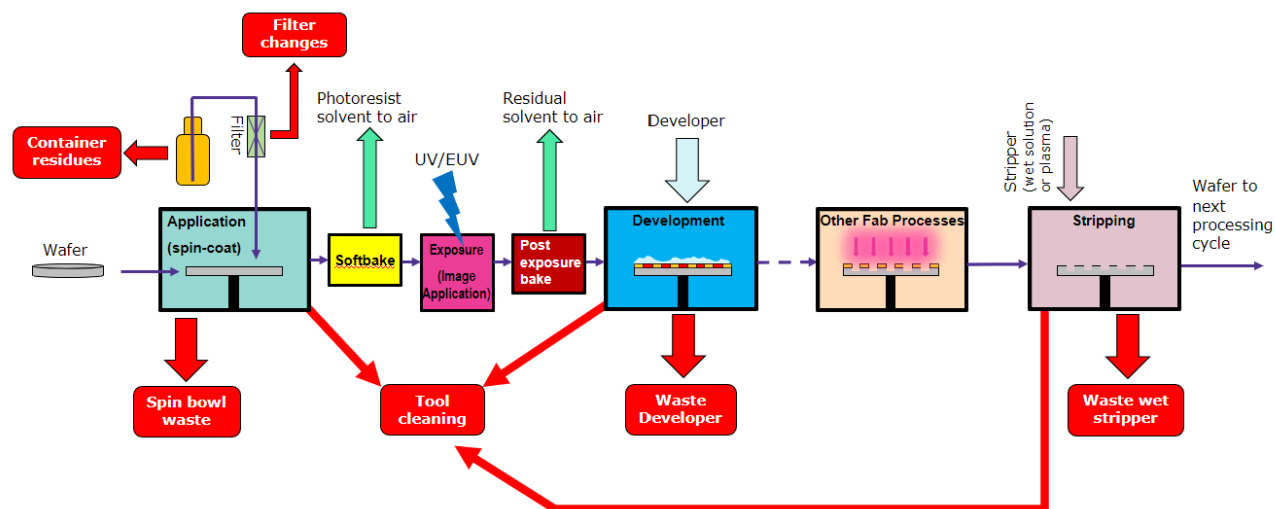 Filter
changes
Container
residues
Filter
Photoresist
solvent to air
Residual
solvent to air
Developer
UV/EUV
Stripper
(wet solution
or plasma)
Wafer to
next
processing
cycle
Wafer
Application
(spin-coat)
Softbake
Exposure
(Image
Application)
Post
exposure
bake
Development
Other Fab Processes
Stripping
Spin bowl
waste
Tool
cleaning
Waste
Developer
Waste wet
stripper